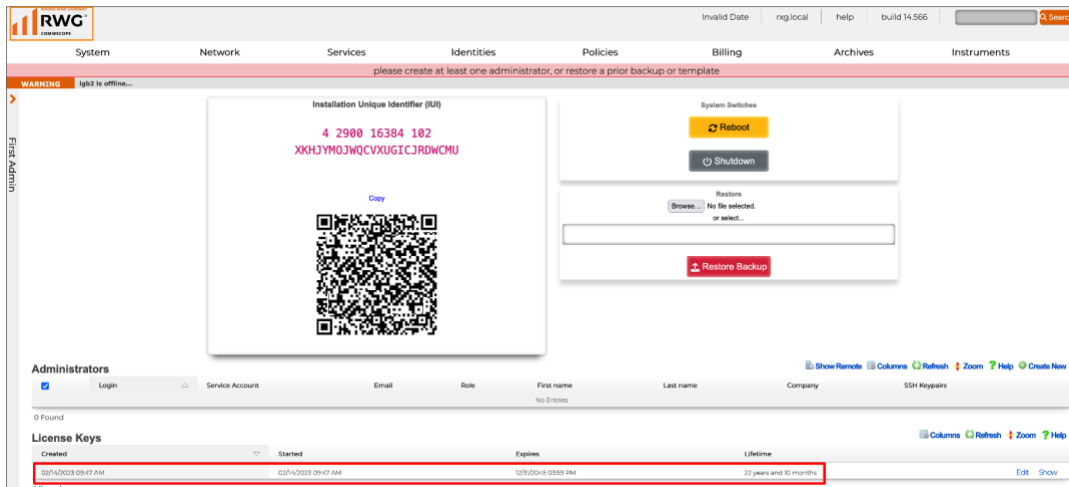 RUCKUS WAN GATEWAY
RWG
COMMSCOPE
Invalid Date
rxg.local
help
build 14.566
Search
System
Network
Services
Identities
Policies
Billing
Archives
Instruments
please create at least one administrator, or restore a prior backup or template
WARNING
igb2 is offline...
First Admin
Installation Unique Identifier (IUI)
4 2900 16384 102
XKHJYMOJWQCVXUGICJRDWCMU
Copy
System Switches
Reboot
Shutdown
Restore
Browse... No file selected.
or select...
Restore Backup
Administrators
Show Remote Columns Refresh Zoom Help Create New
Login Service Account Email Role First name Last name Company SSH Keypairs
No Entries
0 Found
License Keys
Columns Refresh Zoom Help
Created Started Expires Lifetime
02/14/2023 09:47 AM 02/14/2023 09:47 AM 12/31/2045 03:59 PM 22 years and 10 months Edit Show